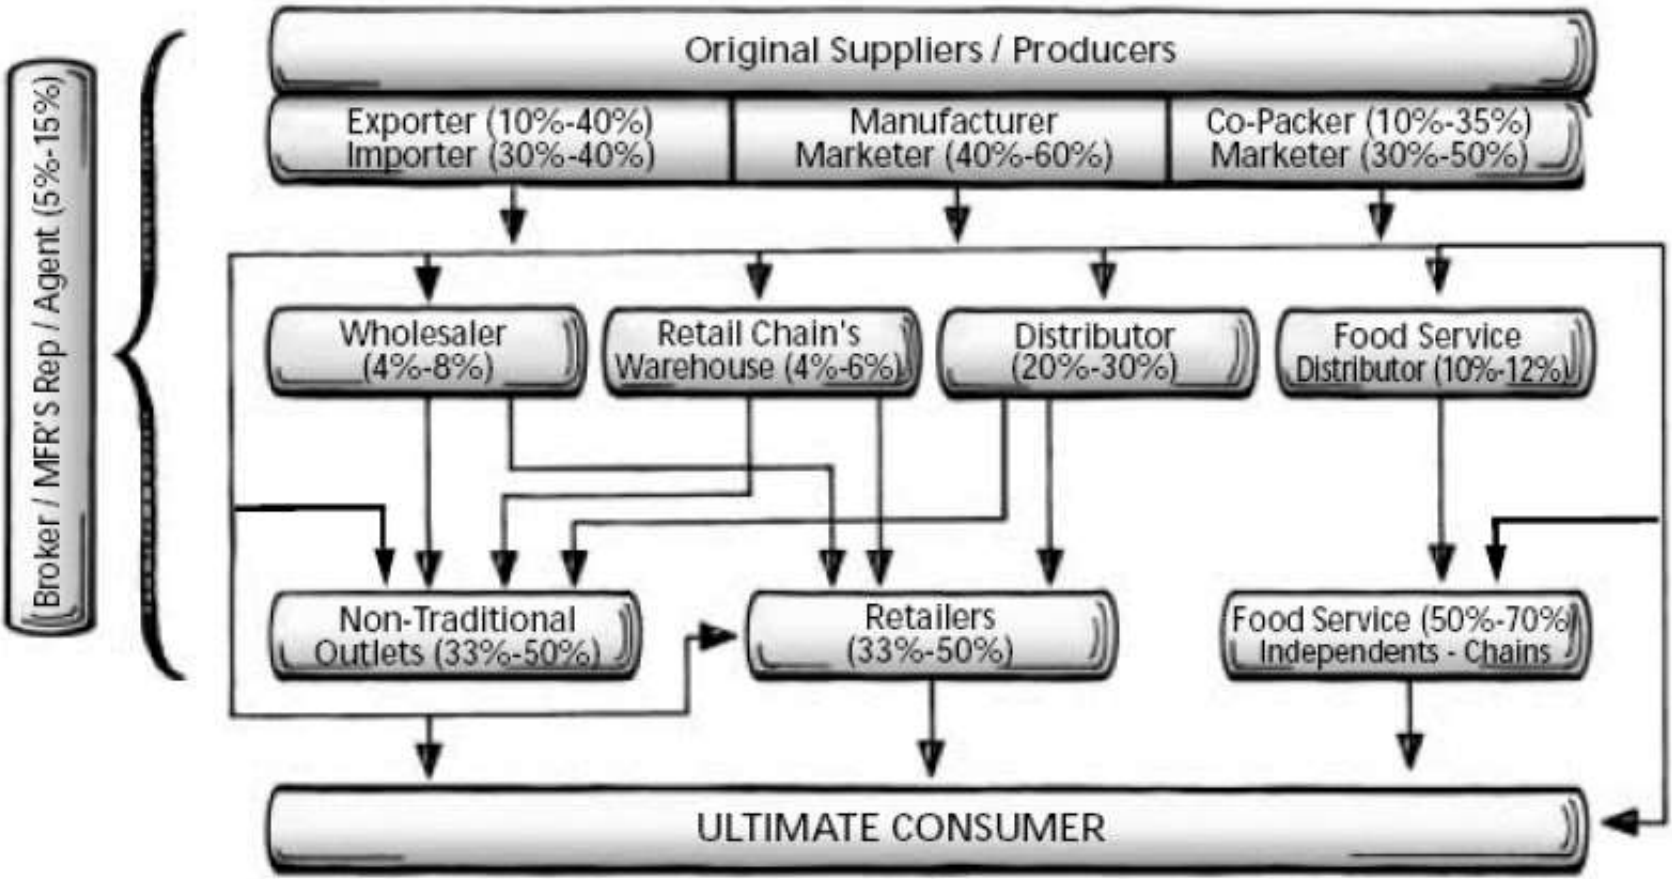 Broker / MFR'S Rep / Agent (5%-15%)
Original Suppliers / Producers
Exporter (10%-40%)
Importer (30%-40%)
Manufacturer
Marketer (40%-60%)
Co-Packer (10%-35%)
Marketer (30%-50%)
Wholesaler
(4%-8%)
Retail Chain's
Warehouse (4%-6%)
Distributor
(20%-30%)
Food Service
Distributor (10%-12%)
Non-Traditional
Outlets (33%-50%)
Retailers
(33%-50%)
Food Service (50%-70%)
Independents - Chains
ULTIMATE CONSUMER